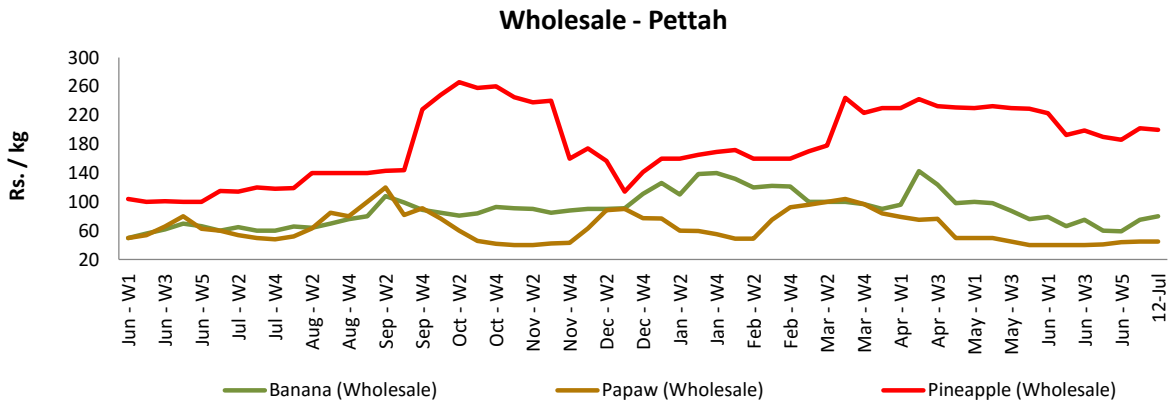 Wholesale - Pettah
Rs. / kg
300
260
220
180
140
100
60
20
Jun - W1
Jun - W3
Jun - W5
Jul - W2
Jul - W4
Aug - W2
Aug - W4
Sep - W2
Sep - W4
Oct - W2
Oct - W4
Nov - W2
Nov - W4
Dec - W2
Dec - W4
Jan - W2
Jan - W4
Feb - W2
Feb - W4
Mar - W2
Mar - W4
Apr - W1
Apr - W3
May - W1
May - W3
Jun - W1
Jun - W3
Jun - W5
12-Jul
Banana (Wholesale)
Papaw (Wholesale)
Pineapple (Wholesale)